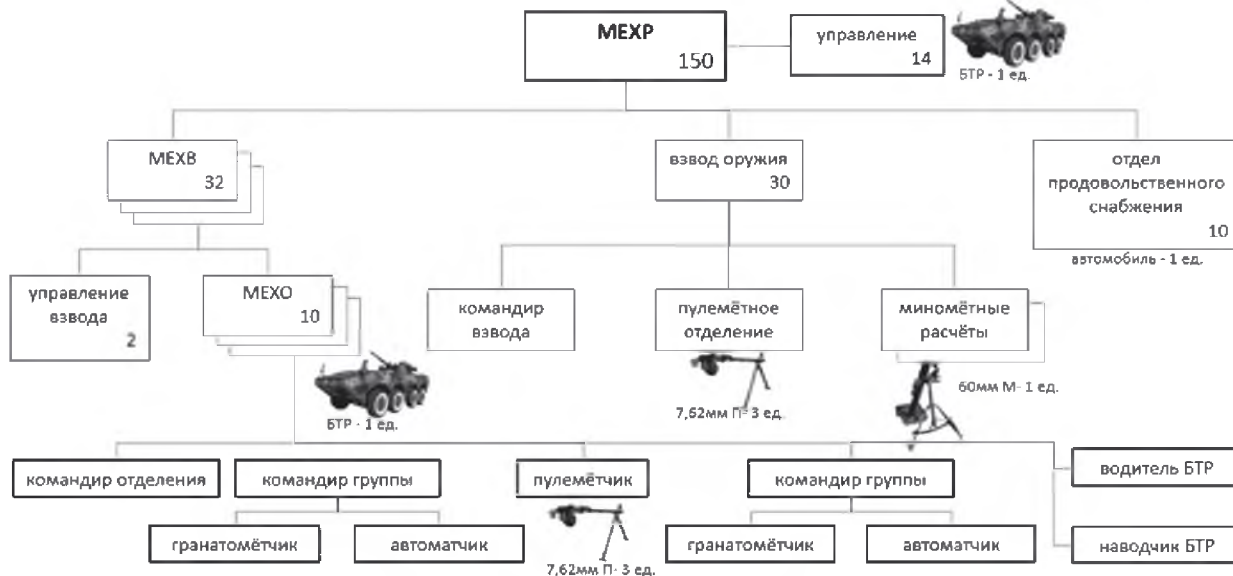 МЕХР
150
управление
14
БТР - 1 ед.
МЕХВ
32
взвод оружия
30
отдел
продовольственного
снабжения
10
автомобиль - 1 ед.
управление
взвода
2
МЕХО
10
командир
взвода
пулемётное
отделение
миномётные
расчёты
БТР - 1 ед.
7,62мм П- 3 ед.
60мм М- 1 ед.
командир отделения
командир группы
пулемётчик
командир группы
водитель БТР
гранатомётчик
автоматчик
7,62мм П- 3 ед.
гранатомётчик
автоматчик
наводчик БТР